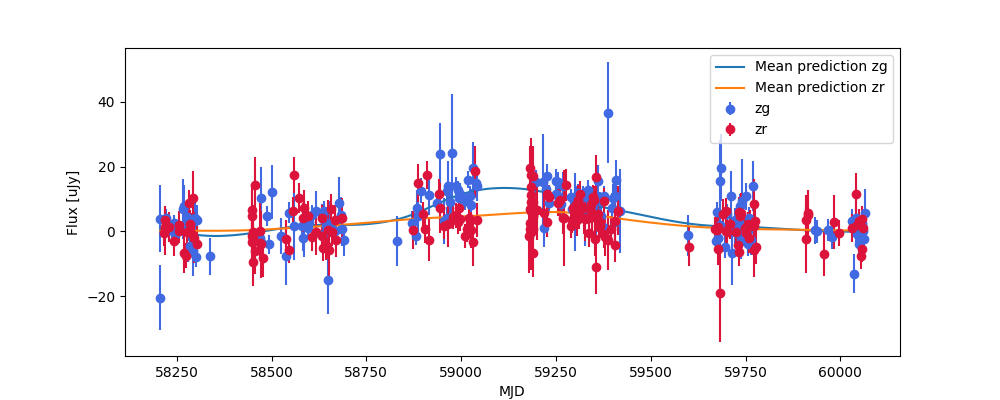 Mean prediction zg
Mean prediction zr
zg
zr
Flux [uJy]
40
20
0
−20
58250 58500 58750 59000 59250 59500 59750 60000
MJD